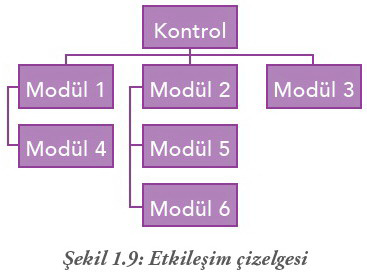 Kontrol
Modül 1
Modül 2
Modül 3
Modül 4
Modül 5
Modül 6
Şekil 1.9: Etkileşim çizelgesi